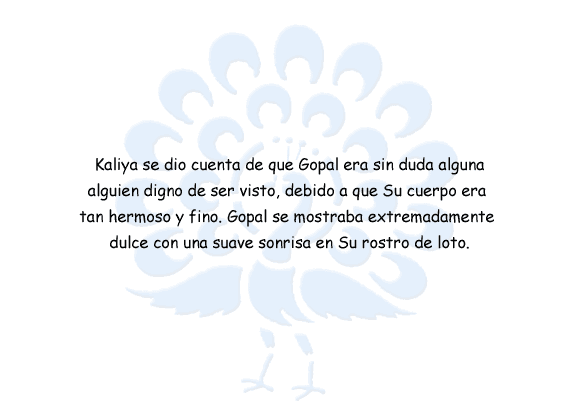 Kaliya se dio cuenta de que Gopal era sin duda alguna
alguien digno de ser visto, debido a que Su cuerpo era
tan hermoso y fino. Gopal se mostraba extremadamente
dulce con una suave sonrisa en Su rostro de loto.